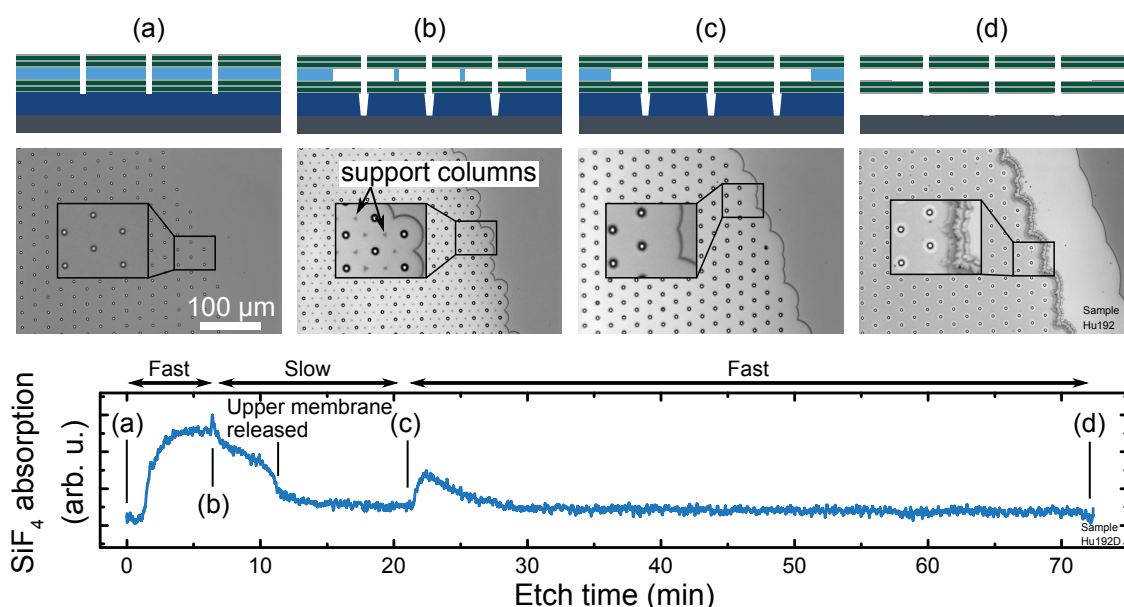 (a)
(b)
(c)
(d)
support columns
100 µm
Sample
Hu192
Fast
Slow
Fast
SiF4 absorption
(arb. u.)
(a)
Upper membrane
released
(c)
(d)
(b)
Sample
Hu192D
0
10
20
30
40
50
60
70
Etch time (min)